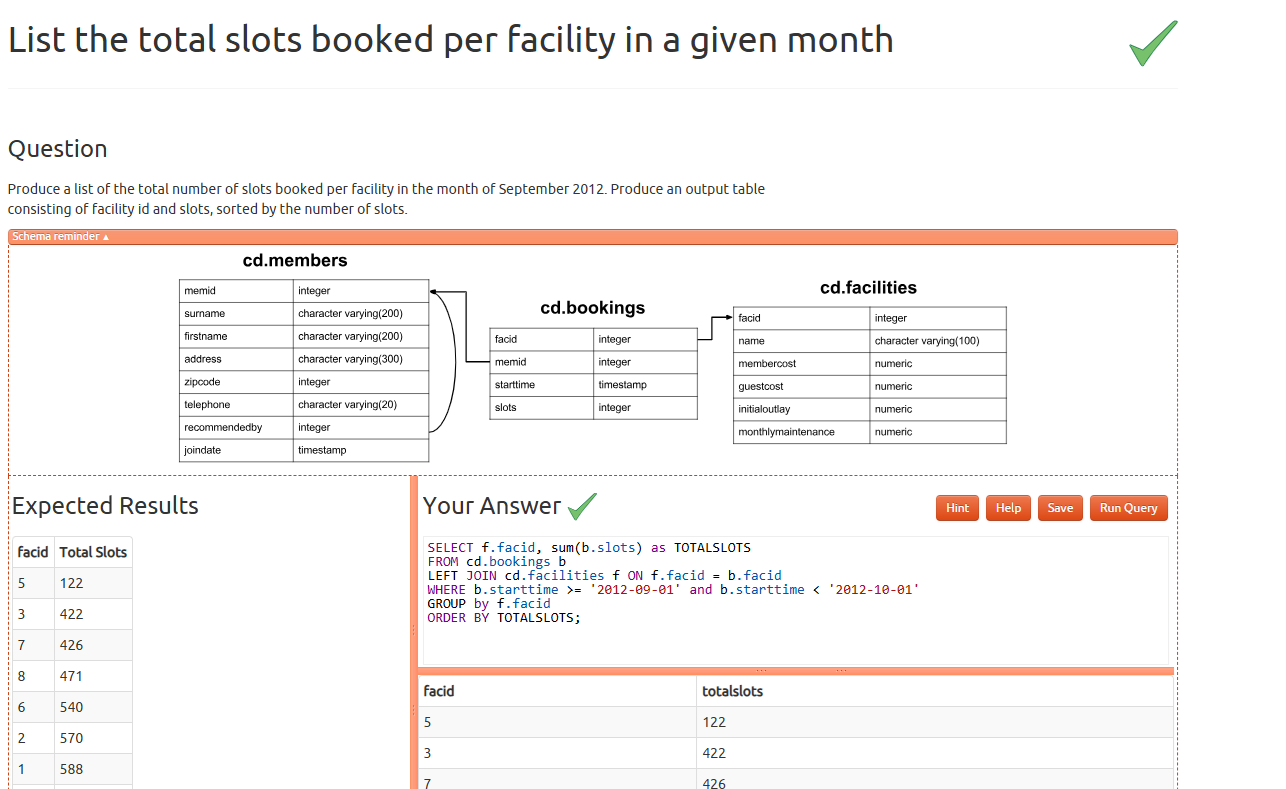 List the total slots booked per facility in a given month
Question
Produce a list of the total number of slots booked per facility in the month of September 2012. Produce an output table
consisting of facility id and slots, sorted by the number of slots.
Schema reminder ▲
cd.members
memid integer
surname character varying(200)
firstname character varying(200)
address character varying(300)
zipcode integer
telephone character varying(20)
recommendedby integer
joindate timestamp
cd.bookings
facid integer
memid integer
starttime timestamp
slots integer
cd.facilities
facid integer
name character varying(100)
membercost numeric
guestcost numeric
initialoutlay numeric
monthlymaintenance numeric
Expected Results
facid Total Slots
5 122
3 422
7 426
8 471
6 540
2 570
1 588
Your Answer
Hint Help Save Run Query
SELECT f.facid, sum(b.slots) as TOTALSLOTS
FROM cd.bookings b
LEFT JOIN cd.facilities f ON f.facid = b.facid
WHERE b.starttime >= '2012-09-01' and b.starttime < '2012-10-01'
GROUP by f.facid
ORDER BY TOTALSLOTS;
facid totalslots
5 122
3 422
7 426